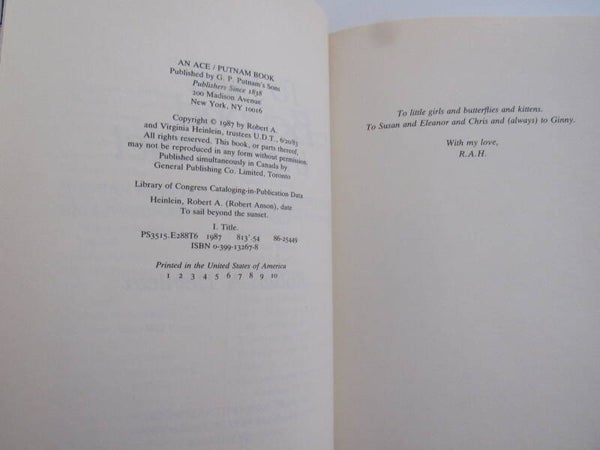 AN ACE / PUTNAM BOOK
Published by G. P. Putnam's Sons
Publishers Since 1838
200 Madison Avenue
New York, NY 10016
Copyright © 1987 by Robert A.
and Virginia Heinlein, trustees U.D.T., 6/20/83
All rights reserved. This book, or parts thereof,
may not be reproduced in any form without permission.
Published simultaneously in Canada by
General Publishing Co. Limited, Toronto
Library of Congress Cataloging-in-Publication Data
Heinlein, Robert A. (Robert Anson), date
To sail beyond the sunset.
I. Title.
PS3515.E288T6 1987 813'.54 86-25449
ISBN 0-399-13267-8
Printed in the United States of America
1 2 3 4 5 6 7 8 9 10
To little girls and butterflies and kittens.
To Susan and Eleanor and Chris and (always) to Ginny.
With my love,
R.A.H.